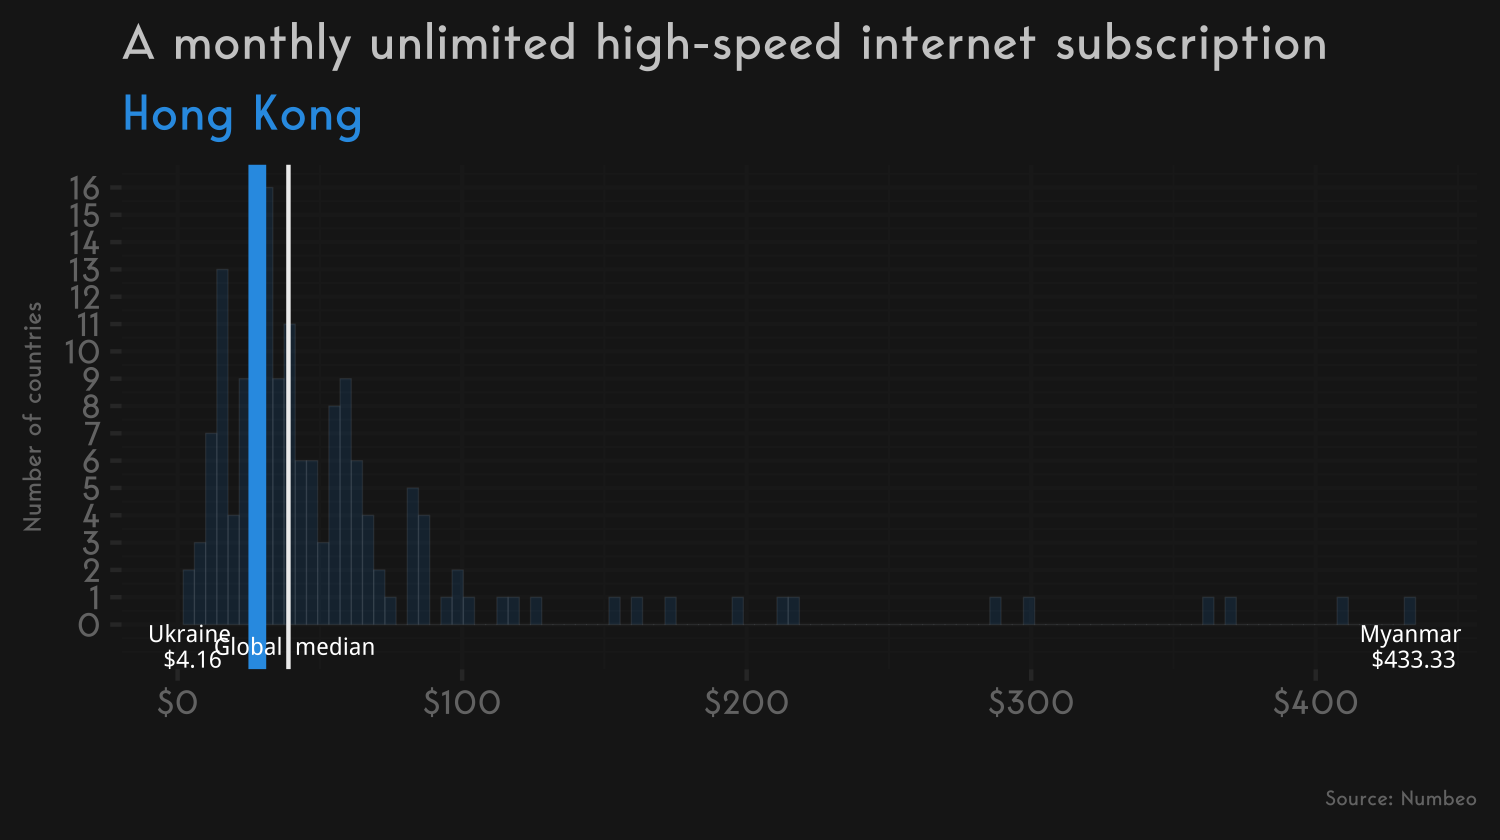 A monthly unlimited high-speed internet subscription
Hong Kong
Number of countries
16
15
14
13
12
11
10
9
8
7
6
5
4
3
2
1
0
Ukraine
$4.16
Global median
Myanmar
$433.33
$0 $100 $200 $300 $400
Source: Numbeo